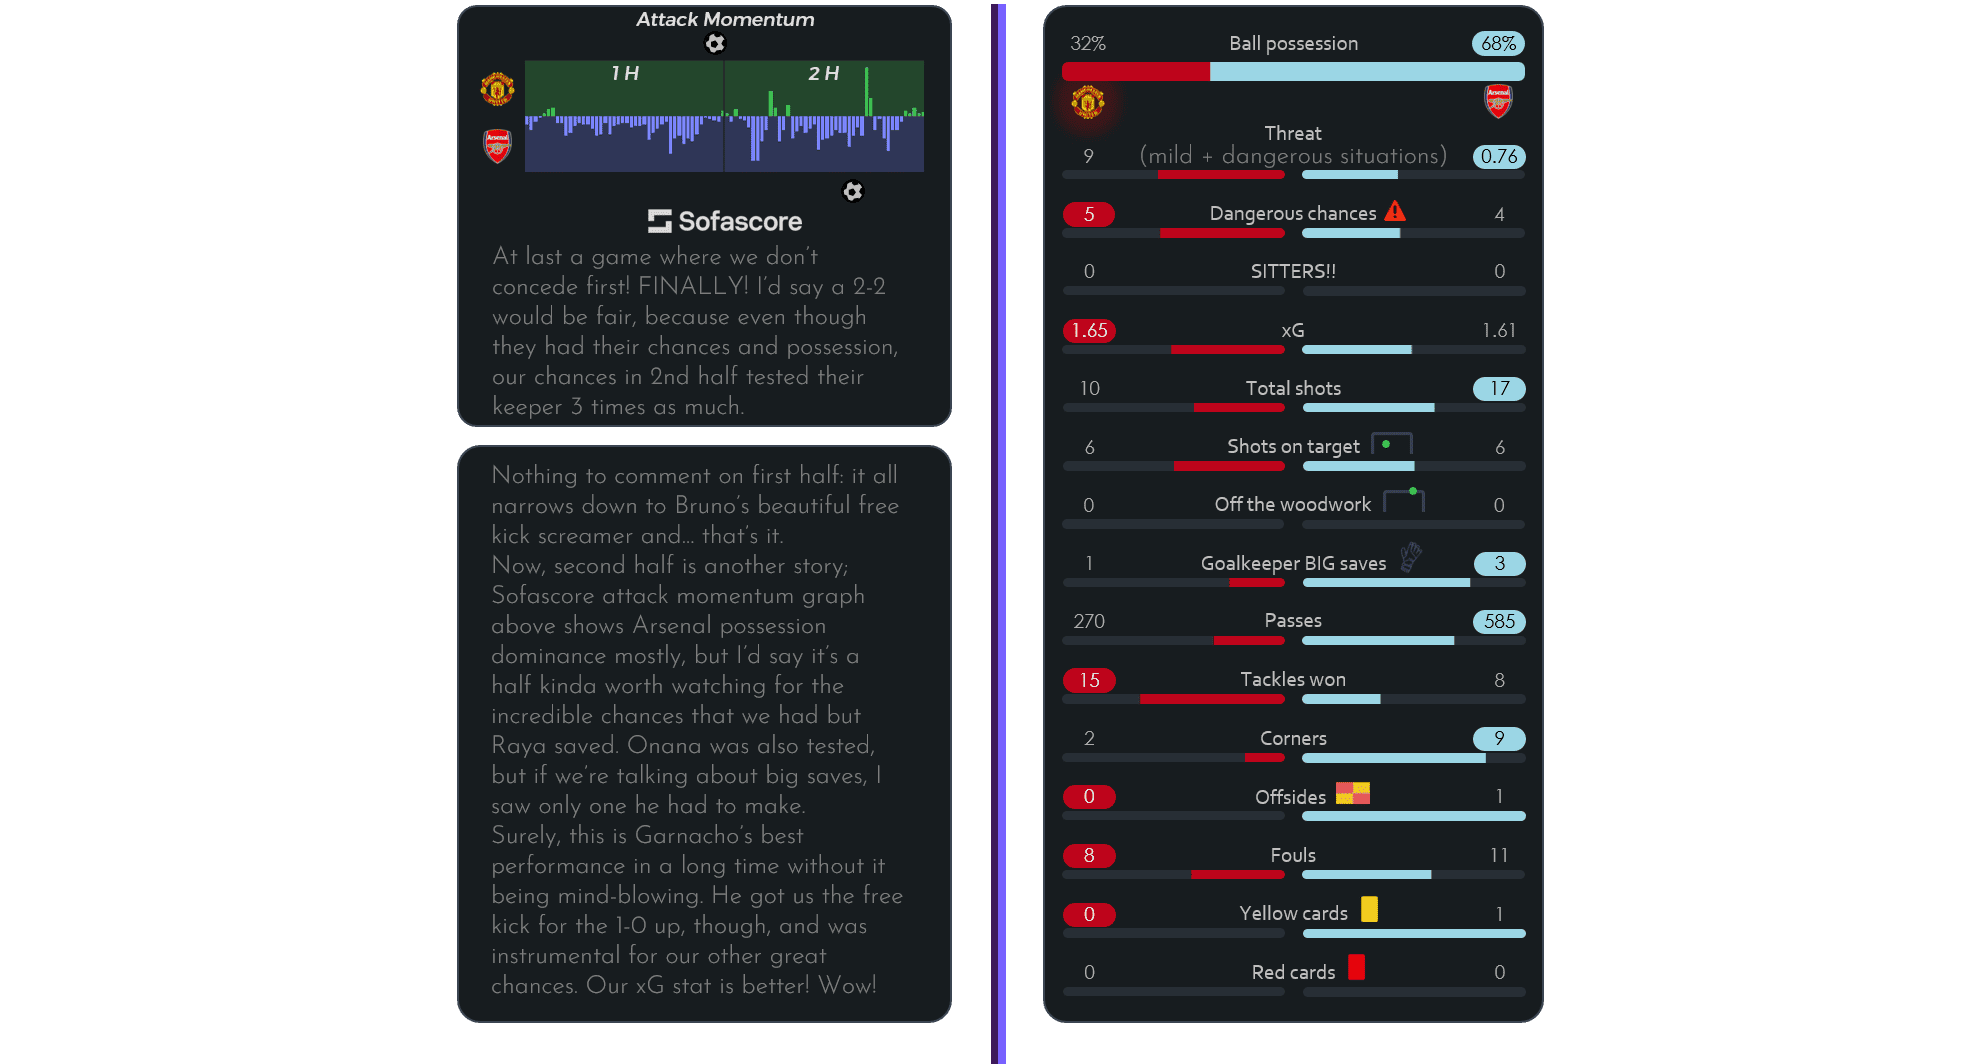 Attack Momentum
1 H
2 H
Sofascore
At last a game where we don't
concede first! FINALLY! I'd say a 2-2
would be fair, because even though
they had their chances and possession,
our chances in 2nd half tested their
keeper 3 times as much.
Nothing to comment on first half: it all
narrows down to Bruno's beautiful free
kick screamer and... that's it.
Now, second half is another story;
Sofascore attack momentum graph
above shows Arsenal possession
dominance mostly, but I'd say it's a
half kinda worth watching for the
incredible chances that we had but
Raya saved. Onana was also tested,
but if we're talking about big saves, I
saw only one he had to make.
Surely, this is Garnacho's best
performance in a long time without it
being mind-blowing. He got us the free
kick for the 1-0 up, though, and was
instrumental for our other great
chances. Our xG stat is better! Wow!
32% Ball possession 68%
Arsenal
Threat
9 (mild + dangerous situations) 0.76
5 Dangerous chances 4
0 SITTERS!! 0
1.65 xG 1.61
10 Total shots 17
6 Shots on target 6
0 Off the woodwork 0
1 Goalkeeper BIG saves 3
270 Passes 585
15 Tackles won 8
2 Corners 9
0 Offsides 1
8 Fouls 11
0 Yellow cards 1
0 Red cards 0